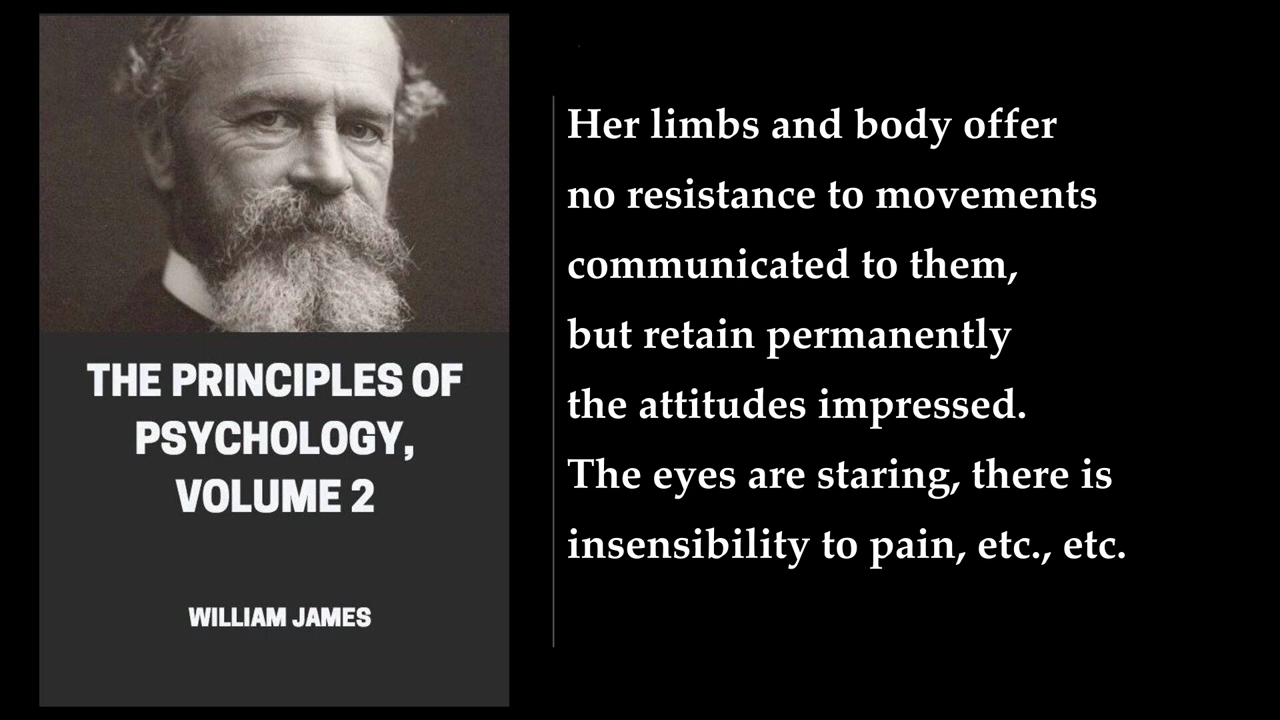 THE PRINCIPLES OF
PSYCHOLOGY,
VOLUME 2
WILLIAM JAMES
Her limbs and body offer
no resistance to movements
communicated to them,
but retain permanently
the attitudes impressed.
The eyes are staring, there is
insensibility to pain, etc., etc.